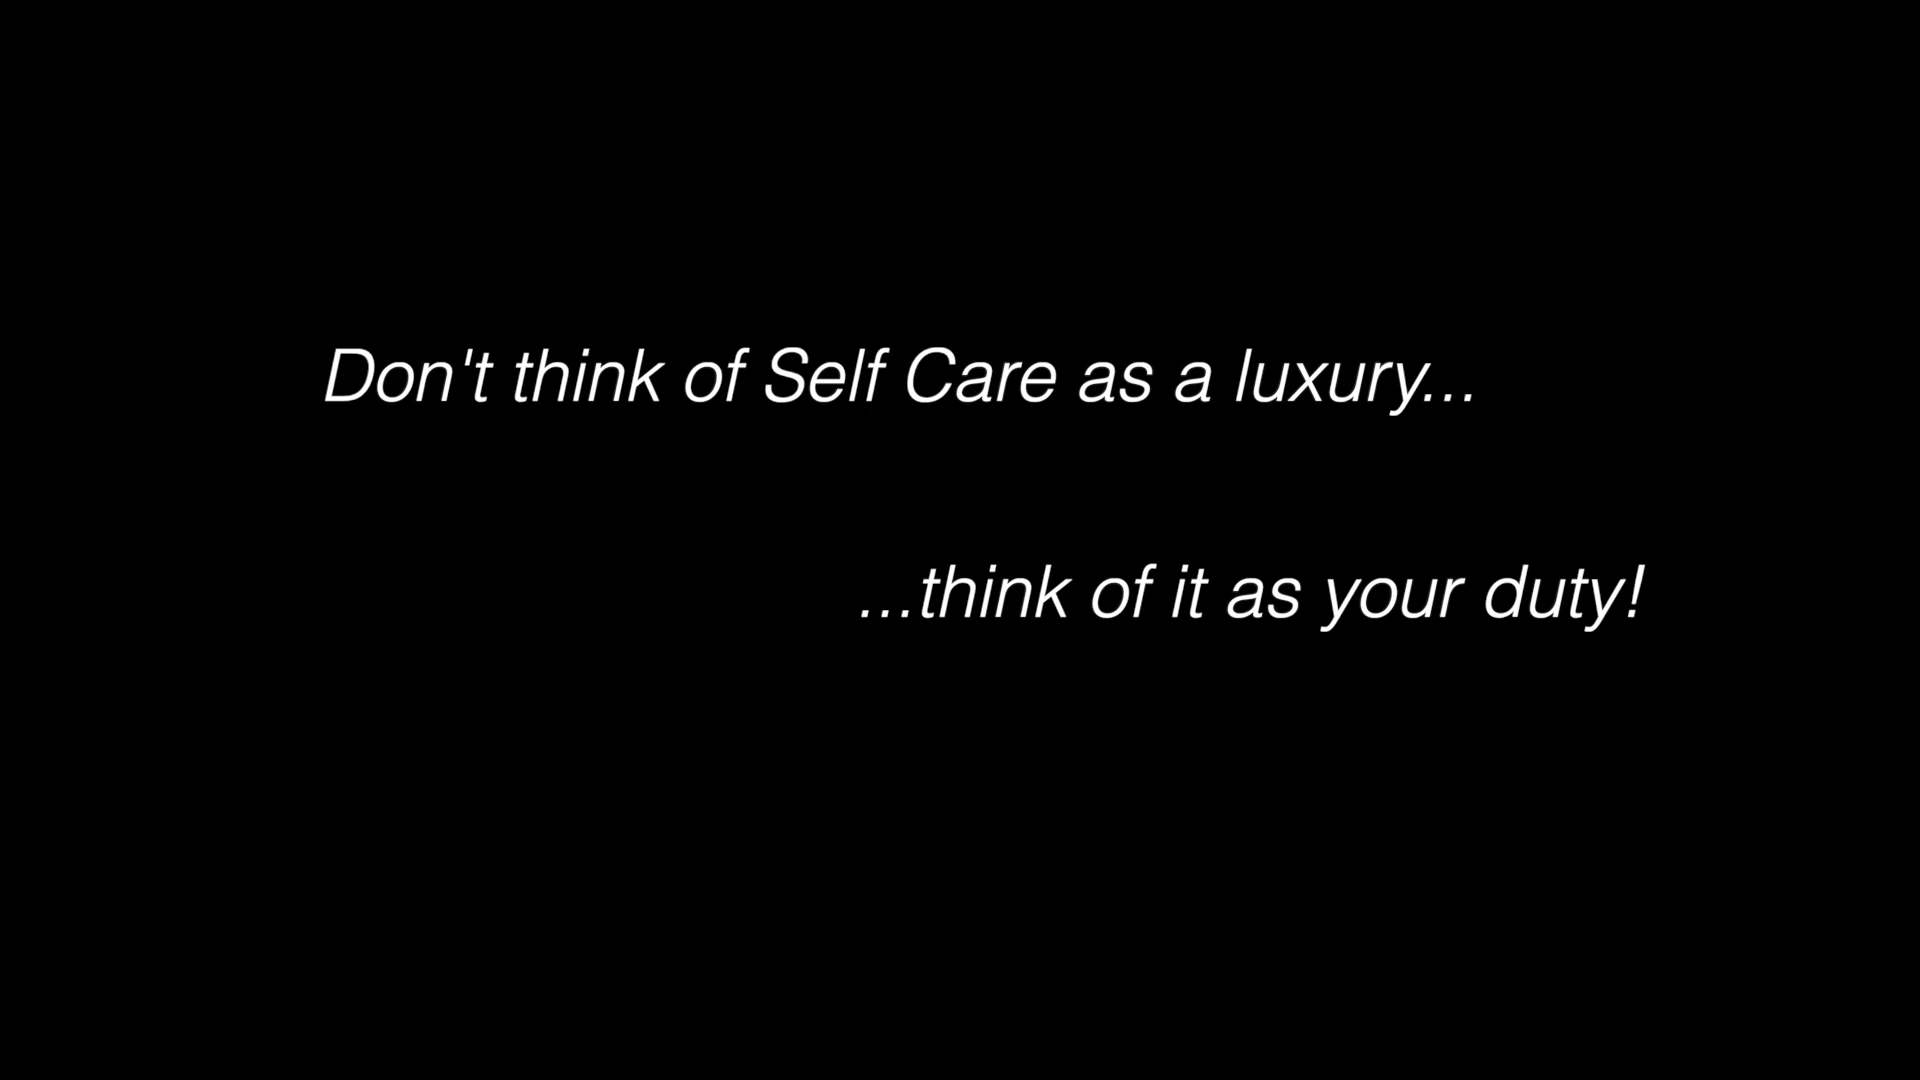 Don't think of Self Care as a luxury...
...think of it as your duty!